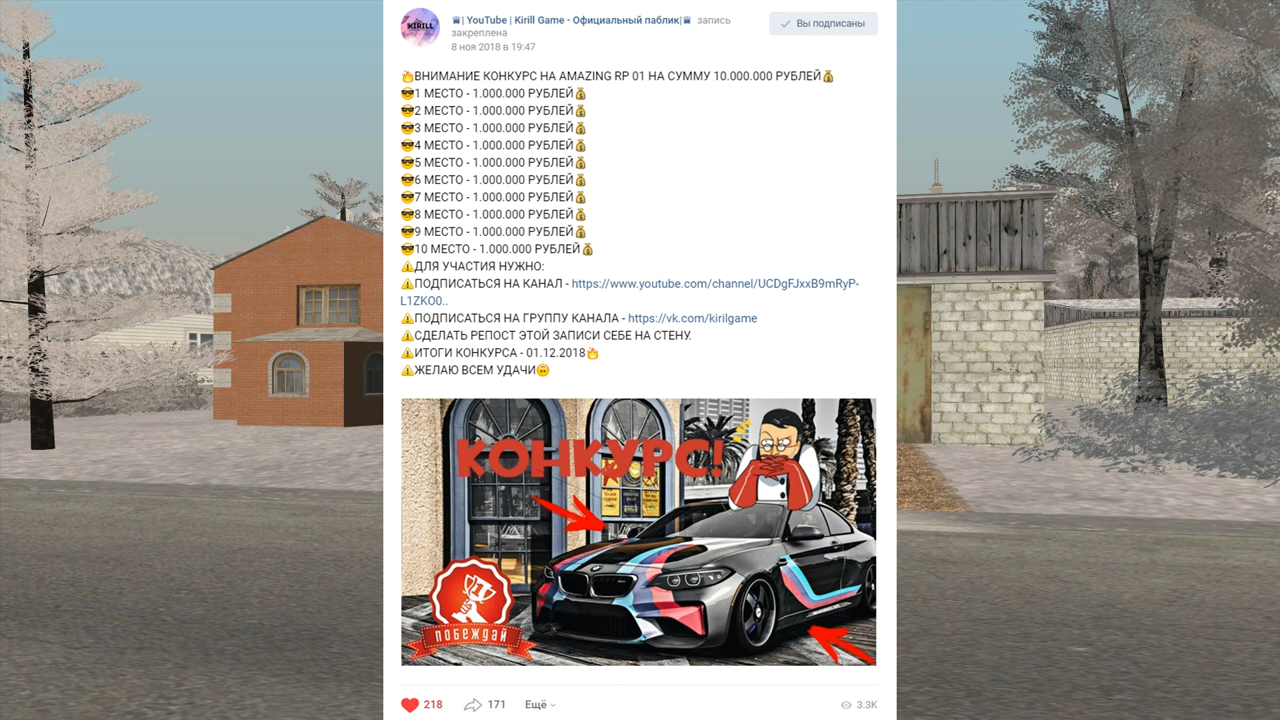 KIRILL
♛| YouTube | Kirill Game - Официальный паблик|♛ запись
закреплена
8 ноя 2018 в 19:47
Вы подписаны
🔥ВНИМАНИЕ КОНКУРС НА AMAZING RP 01 НА СУММУ 10.000.000 РУБЛЕЙ💰
😎1 МЕСТО - 1.000.000 РУБЛЕЙ💰
😎2 МЕСТО - 1.000.000 РУБЛЕЙ💰
😎3 МЕСТО - 1.000.000 РУБЛЕЙ💰
😎4 МЕСТО - 1.000.000 РУБЛЕЙ💰
😎5 МЕСТО - 1.000.000 РУБЛЕЙ💰
😎6 МЕСТО - 1.000.000 РУБЛЕЙ💰
😎7 МЕСТО - 1.000.000 РУБЛЕЙ💰
😎8 МЕСТО - 1.000.000 РУБЛЕЙ💰
😎9 МЕСТО - 1.000.000 РУБЛЕЙ💰
😎10 МЕСТО - 1.000.000 РУБЛЕЙ💰
⚠ДЛЯ УЧАСТИЯ НУЖНО:
⚠ПОДПИСАТЬСЯ НА КАНАЛ - https://www.youtube.com/channel/UCDgFJxxB9mRyP-
L1ZKO0..
⚠ПОДПИСАТЬСЯ НА ГРУППУ КАНАЛА - https://vk.com/kirilgame
⚠СДЕЛАТЬ РЕПОСТ ЭТОЙ ЗАПИСИ СЕБЕ НА СТЕНУ.
⚠ИТОГИ КОНКУРСА - 01.12.2018🔥
⚠ЖЕЛАЮ ВСЕМ УДАЧИ🙃
КОНКУРС!
1
ПОБЕЖДАЙ
218
171
Ещё
3.3K